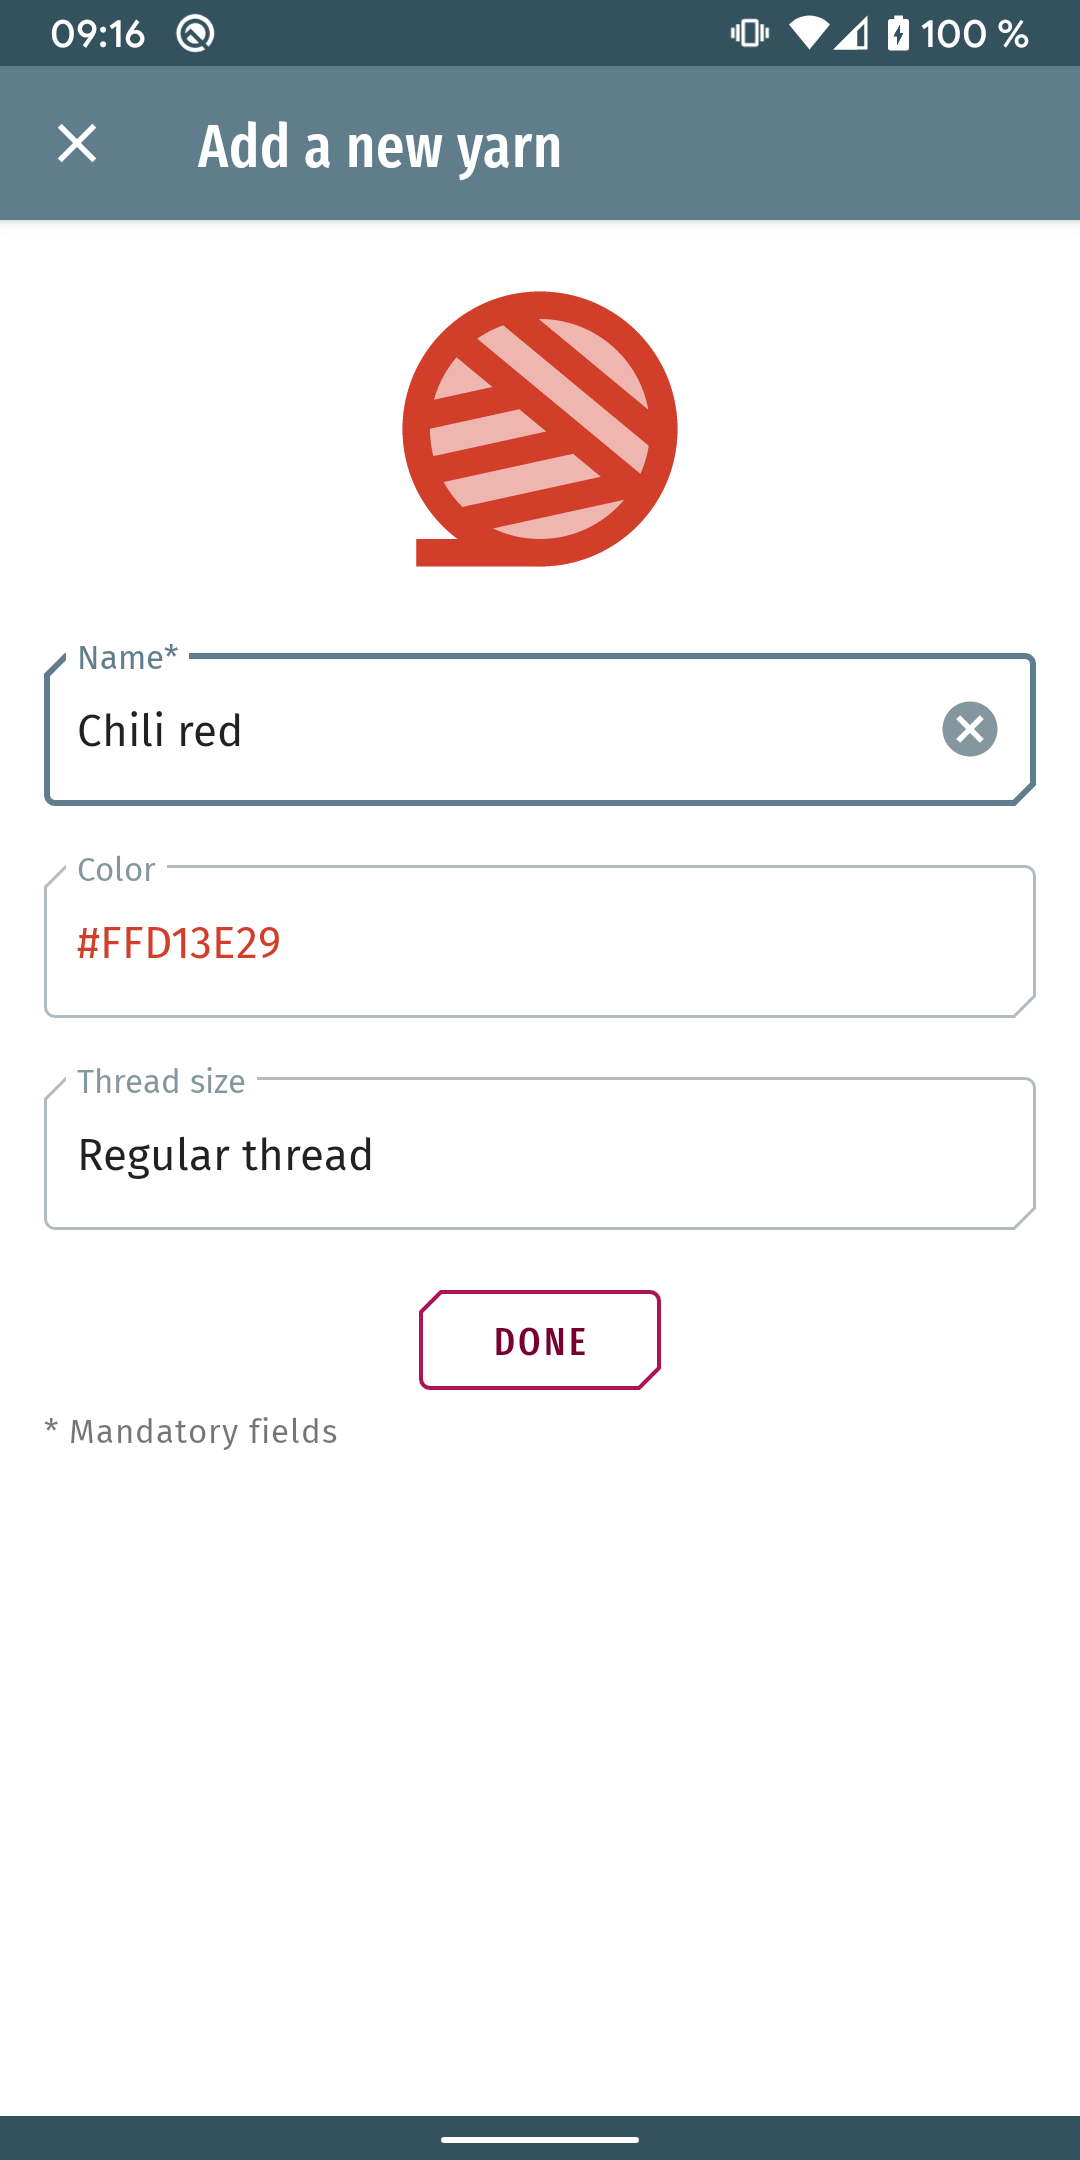 09:16
100 %
Add a new yarn
Name*
Chili red
Color
#FFD13E29
Thread size
Regular thread
DONE
* Mandatory fields